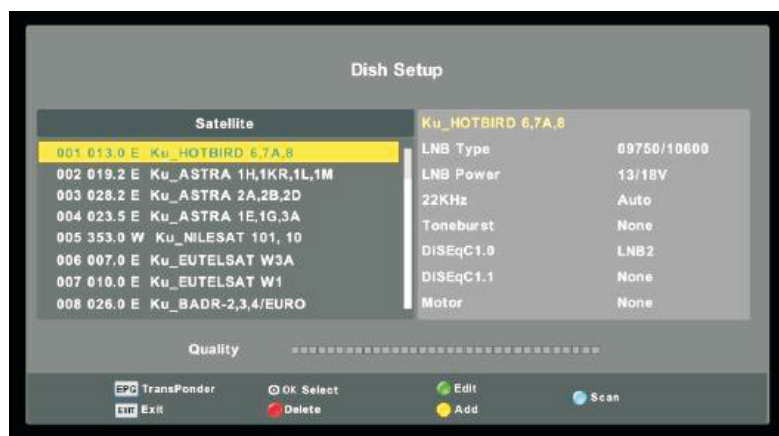 Dish Setup
Satellite
001 013.0 E Ku_HOTBIRD 6,7A,8
002 019.2 E Ku_ASTRA 1H,1KR,1L,1M
003 028.2 E Ku_ASTRA 2A,2B,2D
004 023.5 E Ku_ASTRA 1E,1G,3A
005 353.0 W Ku_NILESAT 101, 10
006 007.0 E Ku_EUTELSAT W3A
007 010.0 E Ku_EUTELSAT W1
008 026.0 E Ku_BADR-2,3,4/EURO
Ku_HOTBIRD 6,7A,8
LNB Type 09750/10600
LNB Power 13/18V
22KHz Auto
Toneburst None
DiSEqC1.0 LNB2
DiSEqC1.1 None
Motor None
Quality
EPG TransPonder OK Select Edit Scan
EXIT Exit Delete Add